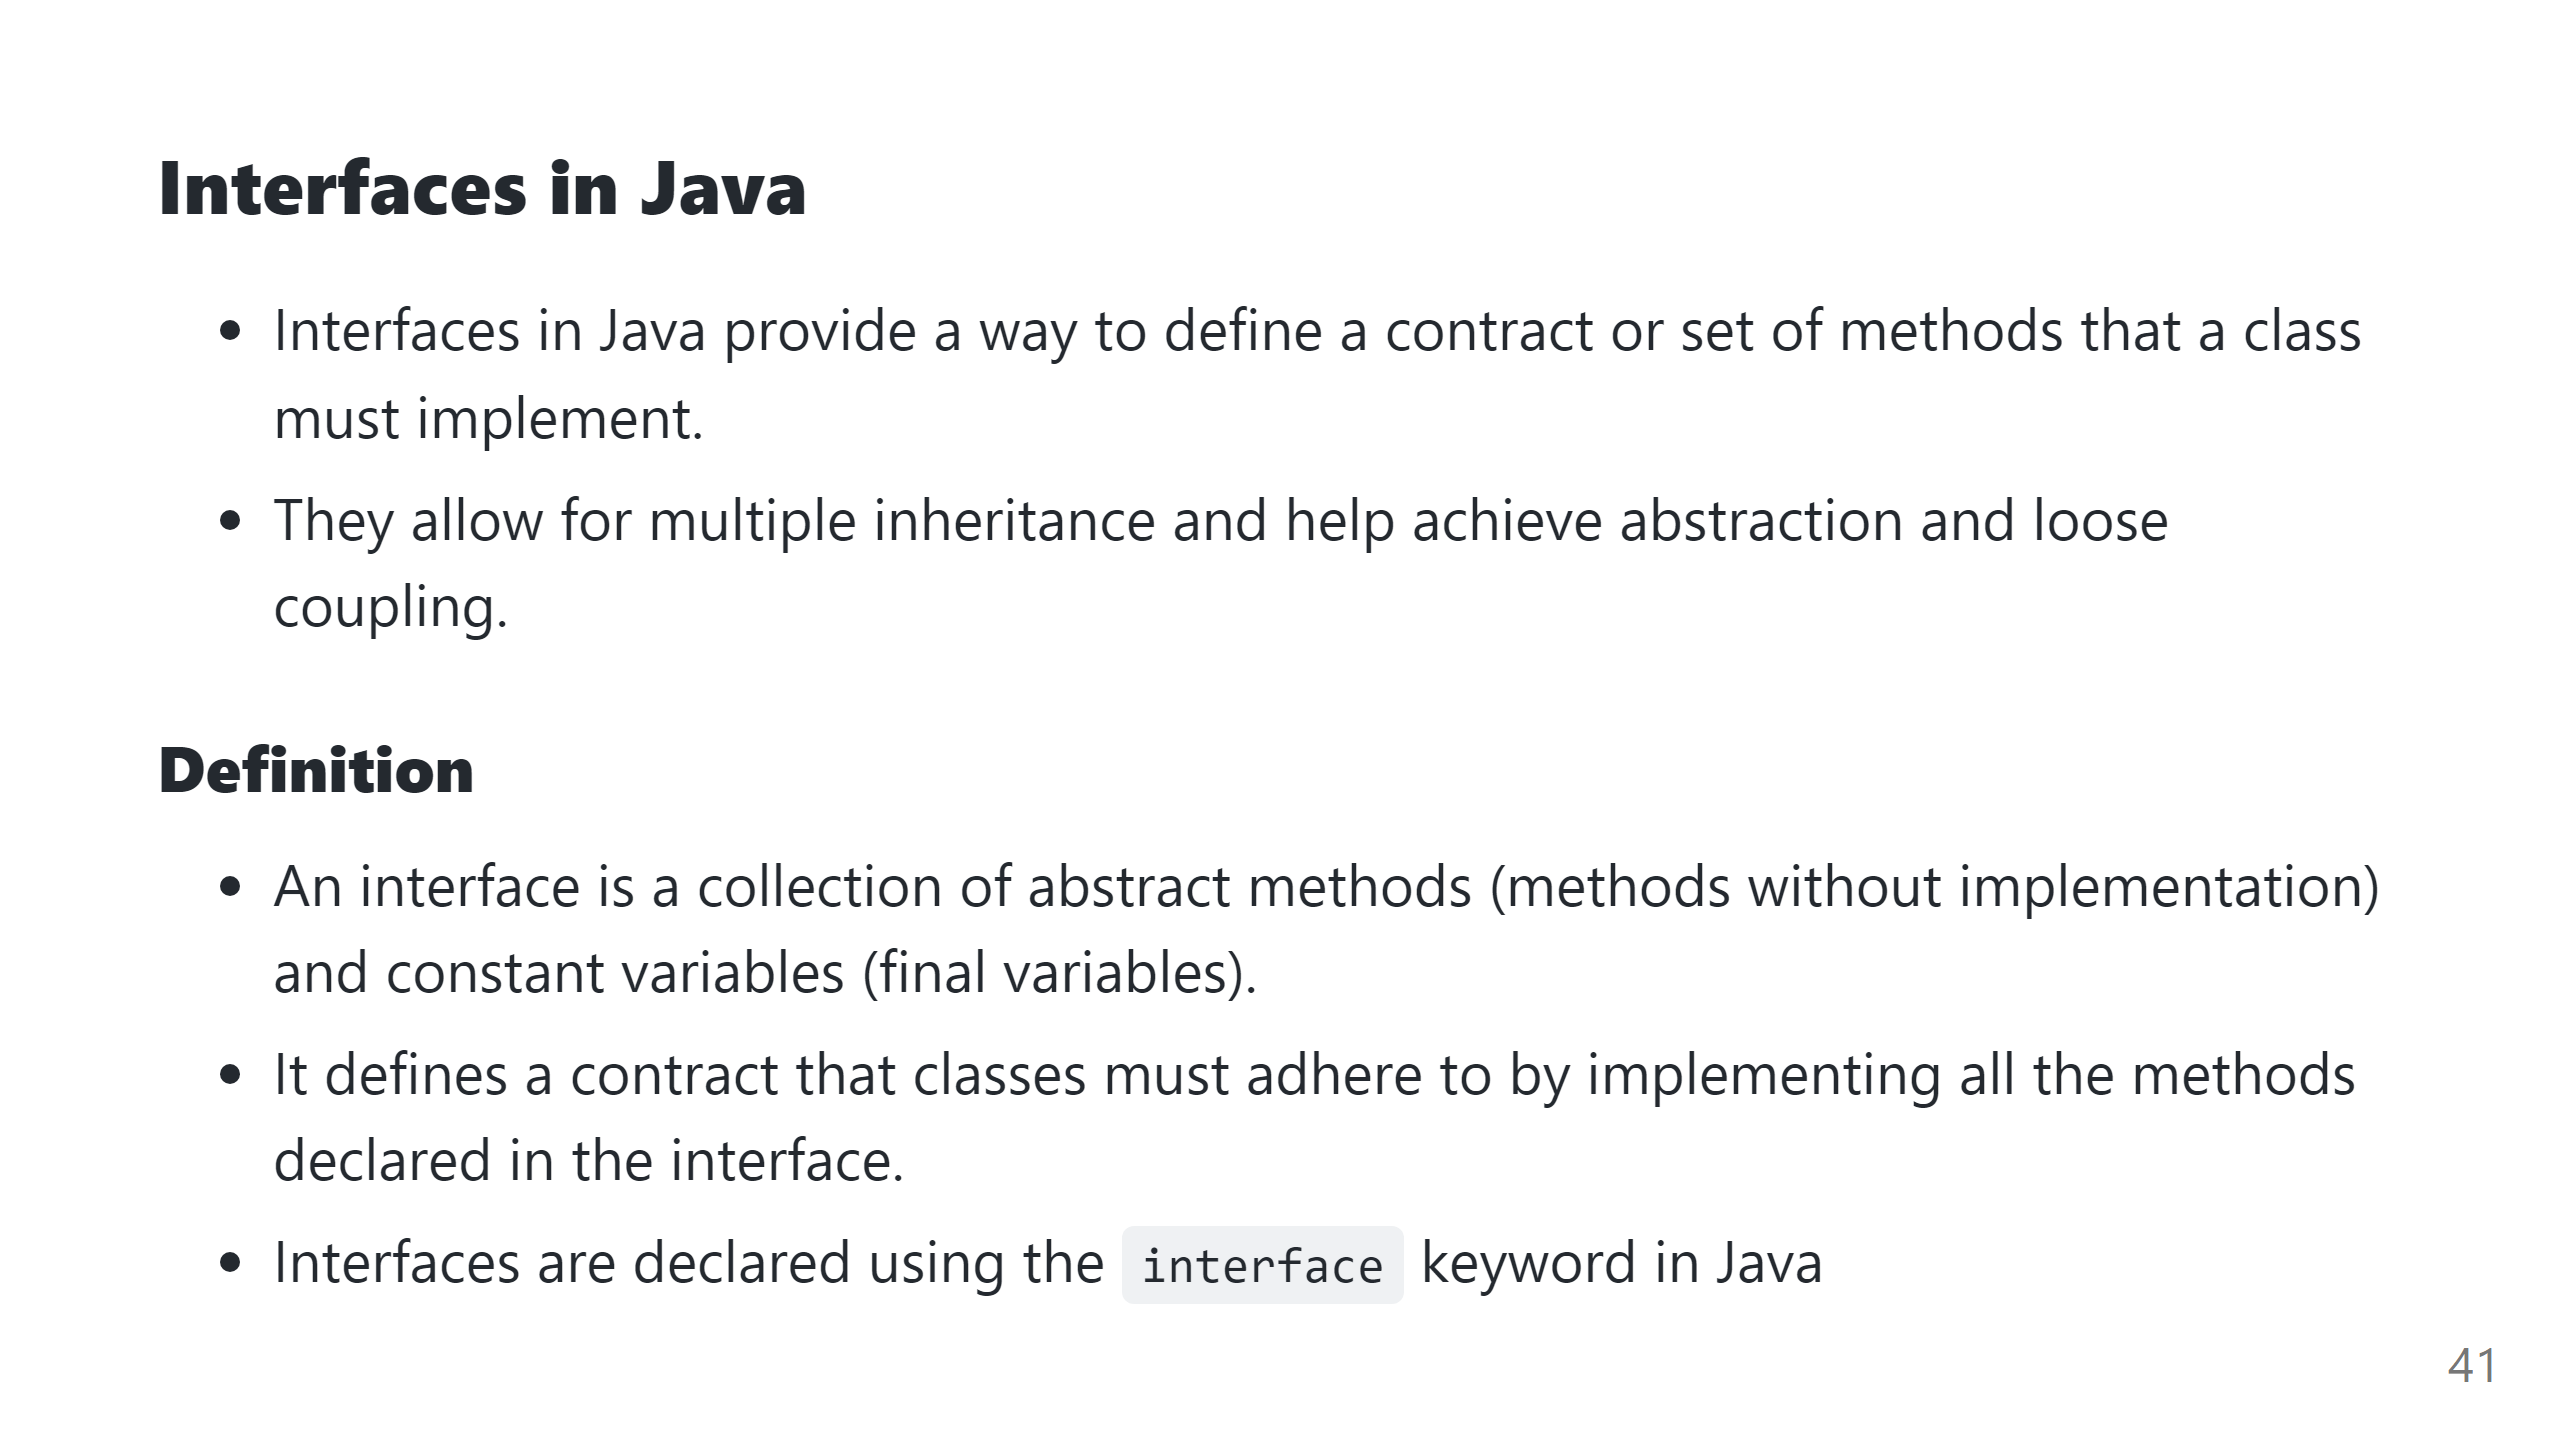 Interfaces in Java
• Interfaces in Java provide a way to define a contract or set of methods that a class
must implement.
• They allow for multiple inheritance and help achieve abstraction and loose
coupling.
Definition
• An interface is a collection of abstract methods (methods without implementation)
and constant variables (final variables).
• It defines a contract that classes must adhere to by implementing all the methods
declared in the interface.
• Interfaces are declared using the interface keyword in Java
41